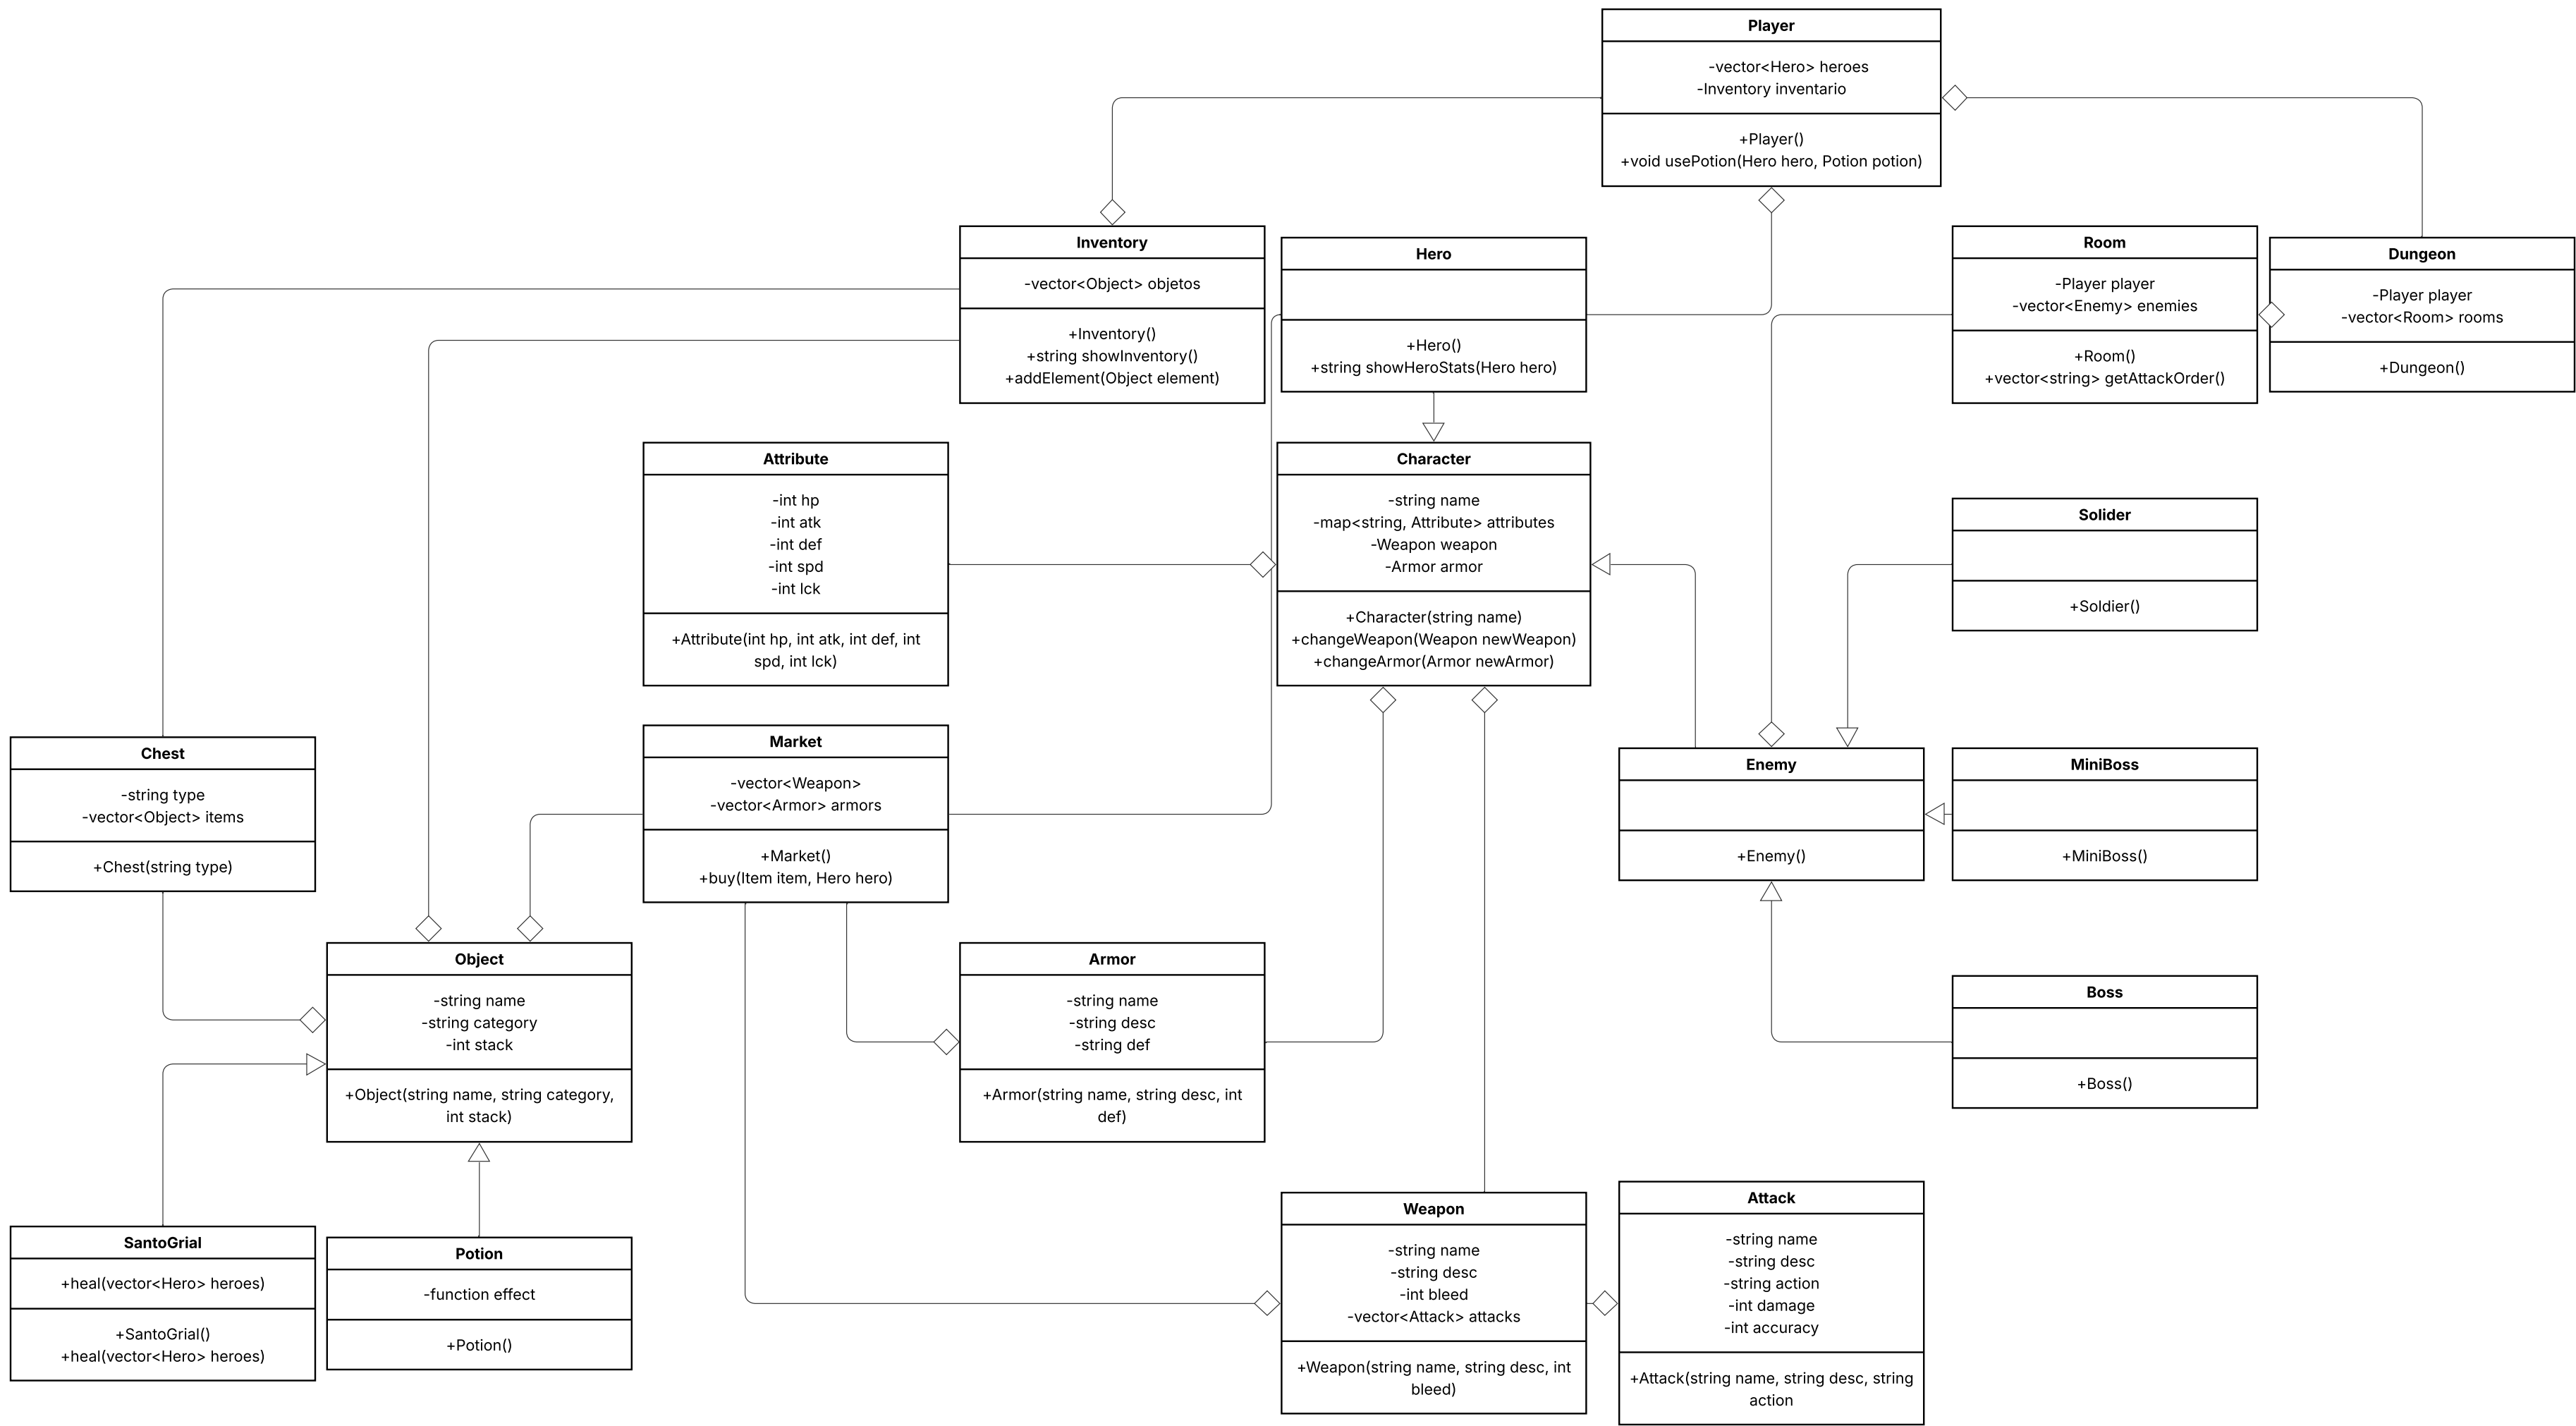 Player
-vector<Hero> heroes
-Inventory inventario
+Player()
+void usePotion(Hero hero, Potion potion)
Inventory
-vector<Object> objetos
+Inventory()
+string showInventory()
+addElement(Object element)
Hero
+Hero()
+string showHeroStats(Hero hero)
Room
-Player player
-vector<Enemy> enemies
+Room()
+vector<string> getAttackOrder()
Dungeon
-Player player
-vector<Room> rooms
+Dungeon()
Attribute
-int hp
-int atk
-int def
-int spd
-int lck
+Attribute(int hp, int atk, int def, int
spd, int lck)
Character
-string name
-map<string, Attribute> attributes
-Weapon weapon
-Armor armor
+Character(string name)
+changeWeapon(Weapon newWeapon)
+changeArmor(Armor newArmor)
Solider
+Soldier()
Chest
-string type
-vector<Object> items
+Chest(string type)
Market
-vector<Weapon>
-vector<Armor> armors
+Market()
+buy(Item item, Hero hero)
Enemy
+Enemy()
MiniBoss
+MiniBoss()
Object
-string name
-string category
-int stack
+Object(string name, string category,
int stack)
Armor
-string name
-string desc
-string def
+Armor(string name, string desc, int
def)
Boss
+Boss()
SantoGrial
+heal(vector<Hero> heroes)
+SantoGrial()
+heal(vector<Hero> heroes)
Potion
-function effect
+Potion()
Weapon
-string name
-string desc
-int bleed
-vector<Attack> attacks
+Weapon(string name, string desc, int
bleed)
Attack
-string name
-string desc
-string action
-int damage
-int accuracy
+Attack(string name, string desc, string
action